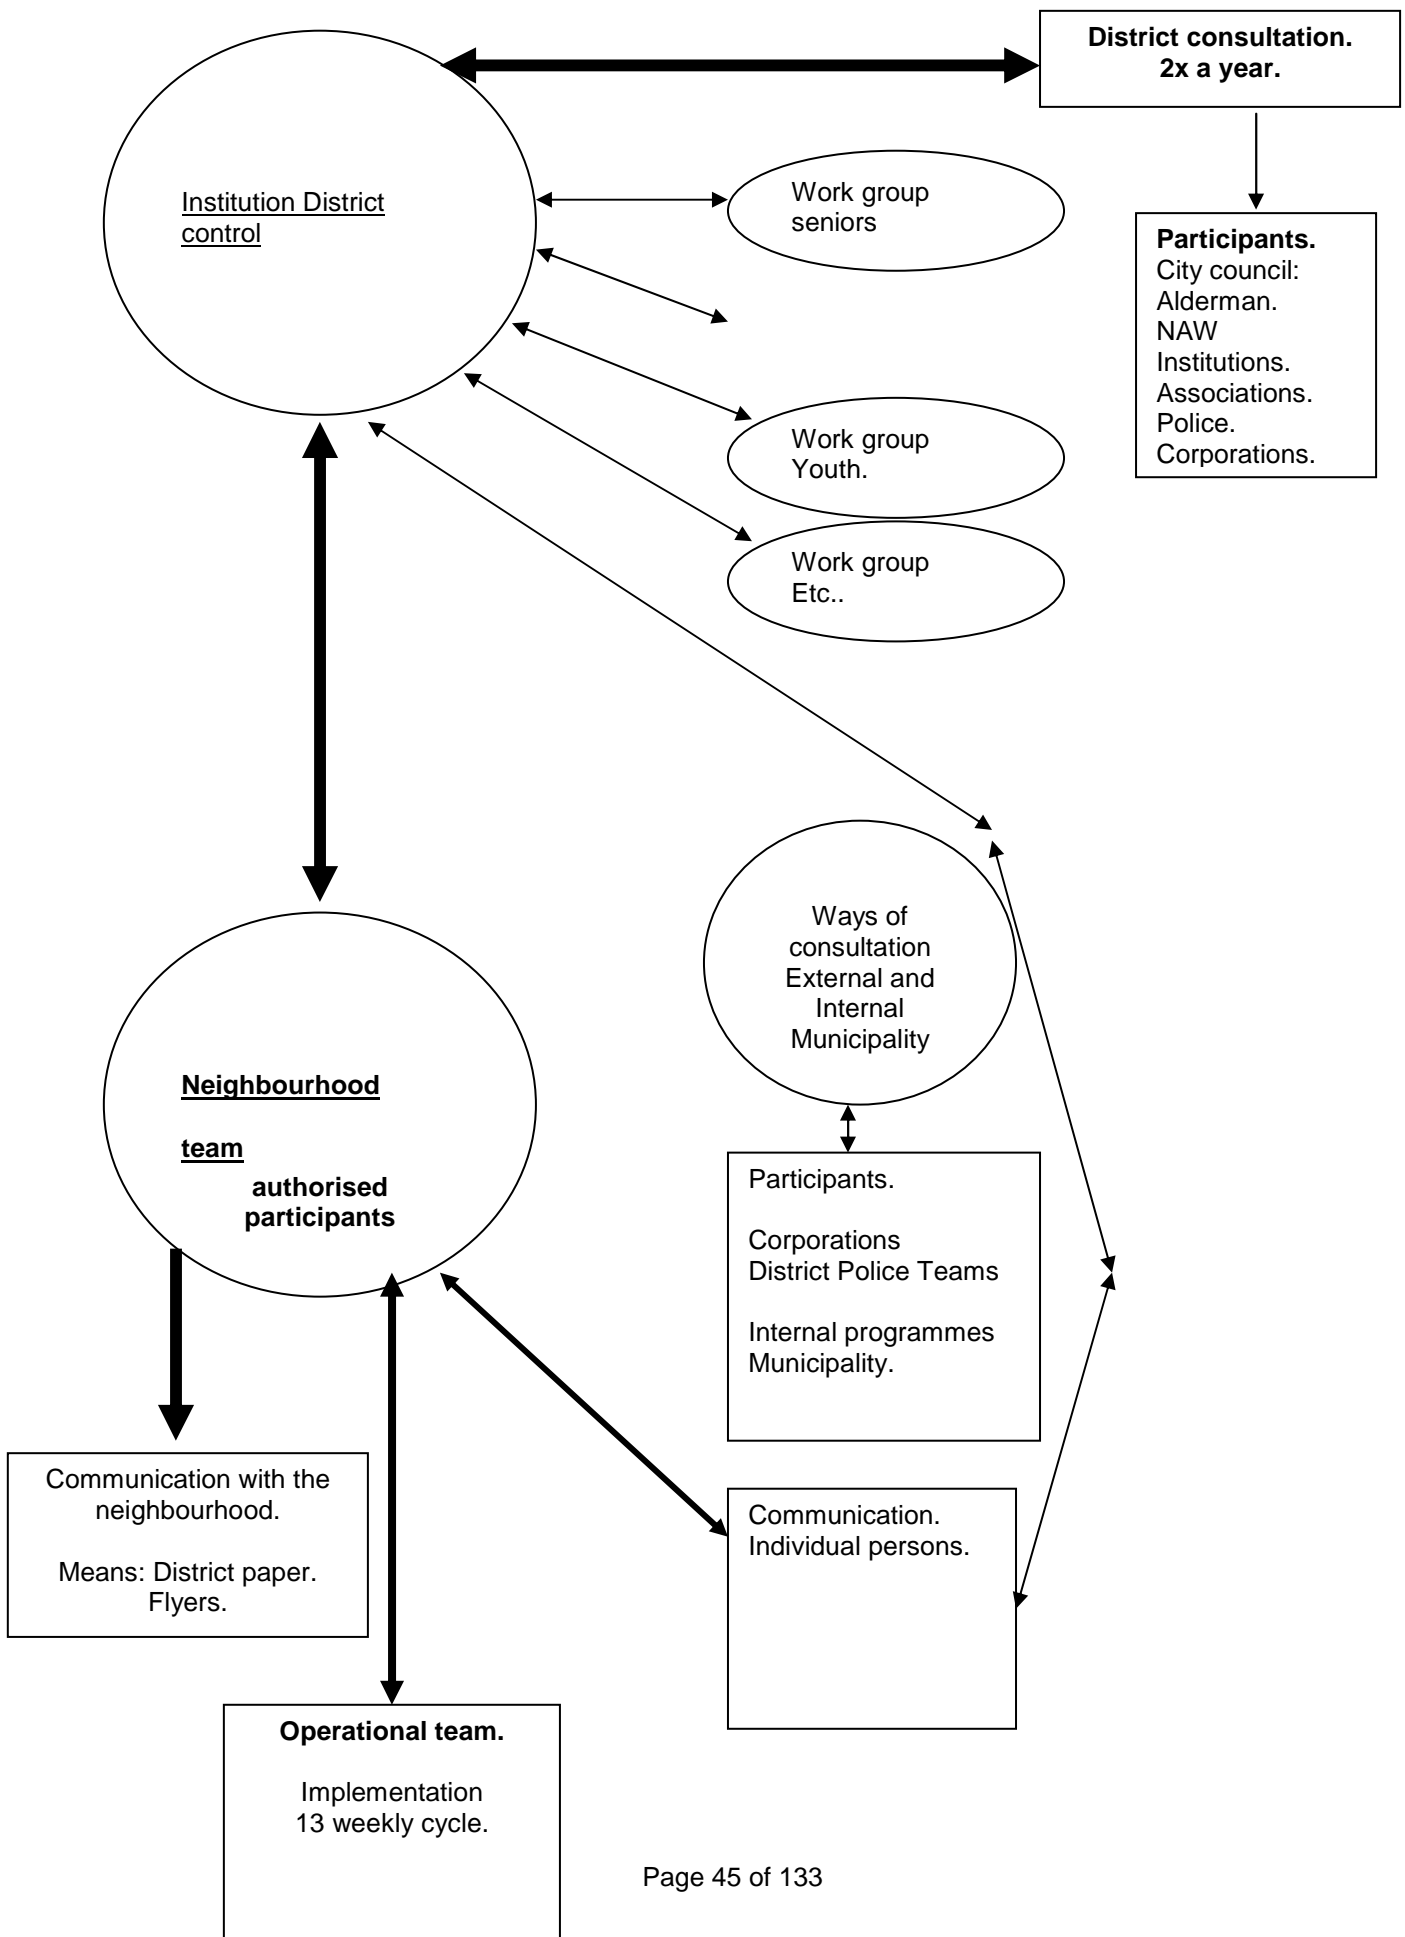 District consultation.
2x a year.
Institution District
control
Work group
seniors
Participants.
City council:
Alderman.
NAW
Institutions.
Associations.
Police.
Corporations.
Work group
Youth.
Work group
Etc..
Ways of
consultation
External and
Internal
Municipality
Neighbourhood
team
authorised
participants
Participants.
Corporations
District Police Teams
Internal programmes
Municipality.
Communication with the
neighbourhood.
Means: District paper.
Flyers.
Communication.
Individual persons.
Operational team.
Implementation
13 weekly cycle.
Page 45 of 133